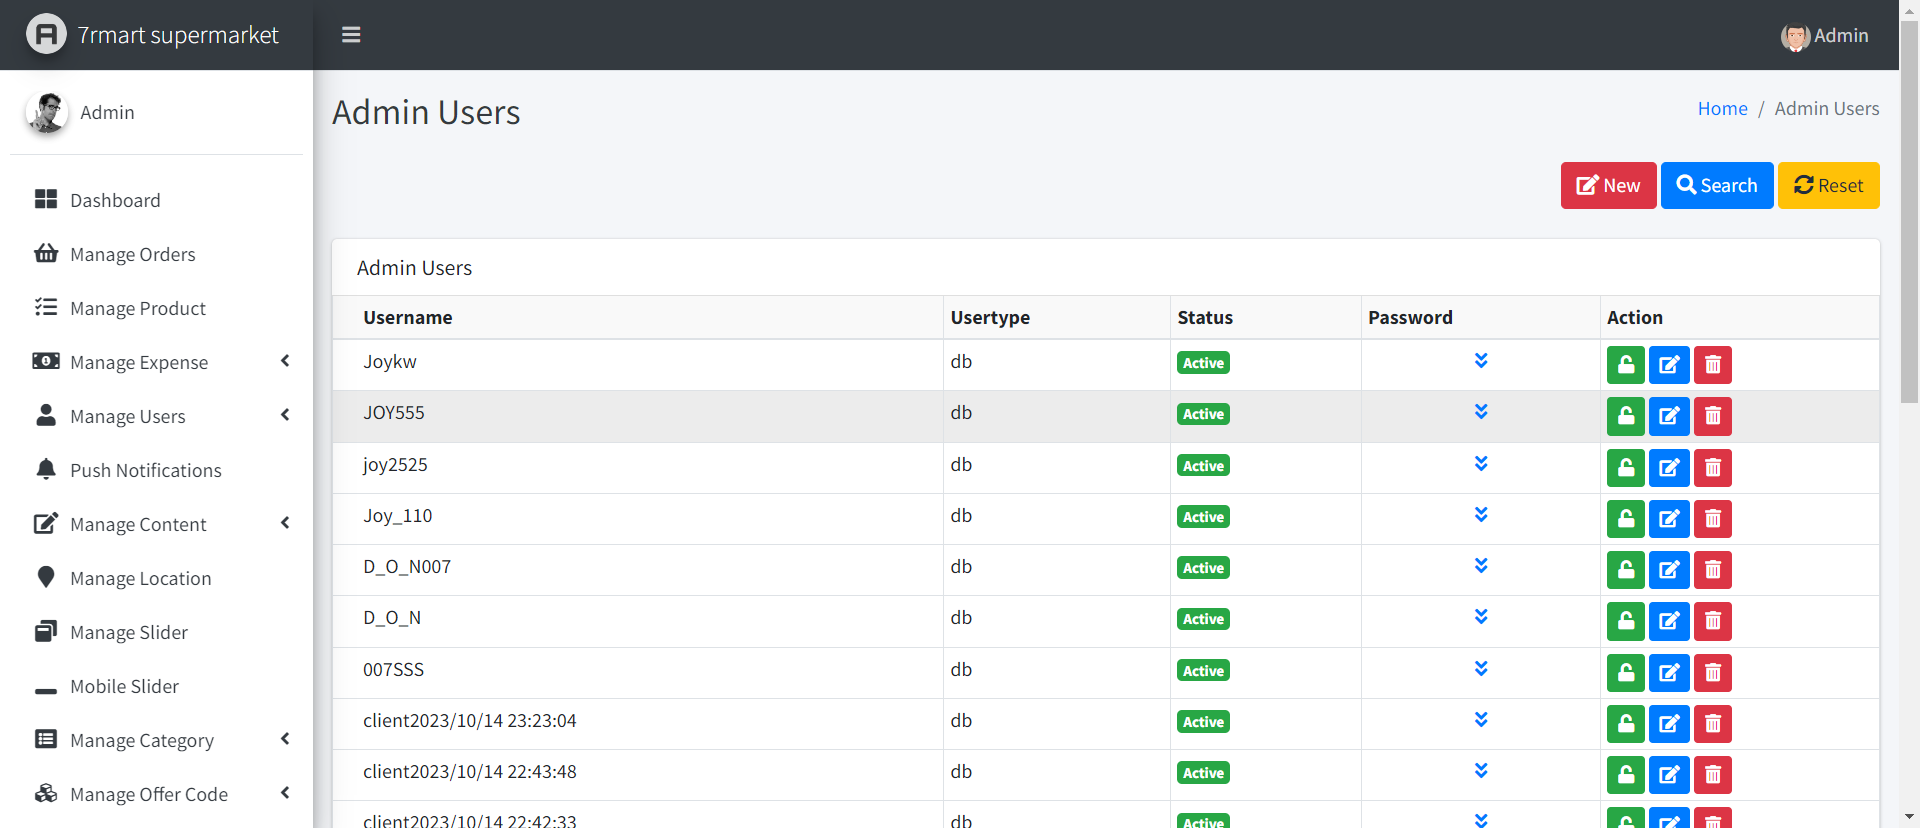 7rmart supermarket
Admin
Admin
Admin Users
Home / Admin Users
Dashboard
Manage Orders
Manage Product
Manage Expense
Manage Users
Push Notifications
Manage Content
Manage Location
Manage Slider
Mobile Slider
Manage Category
Manage Offer Code
New
Search
Reset
Admin Users
Username Usertype Status Password Action
Joykw db Active
JOY555 db Active
joy2525 db Active
Joy_110 db Active
D_O_N007 db Active
D_O_N db Active
007SSS db Active
client2023/10/14 23:23:04 db Active
client2023/10/14 22:43:48 db Active
client2023/10/14 22:42:33 db Active